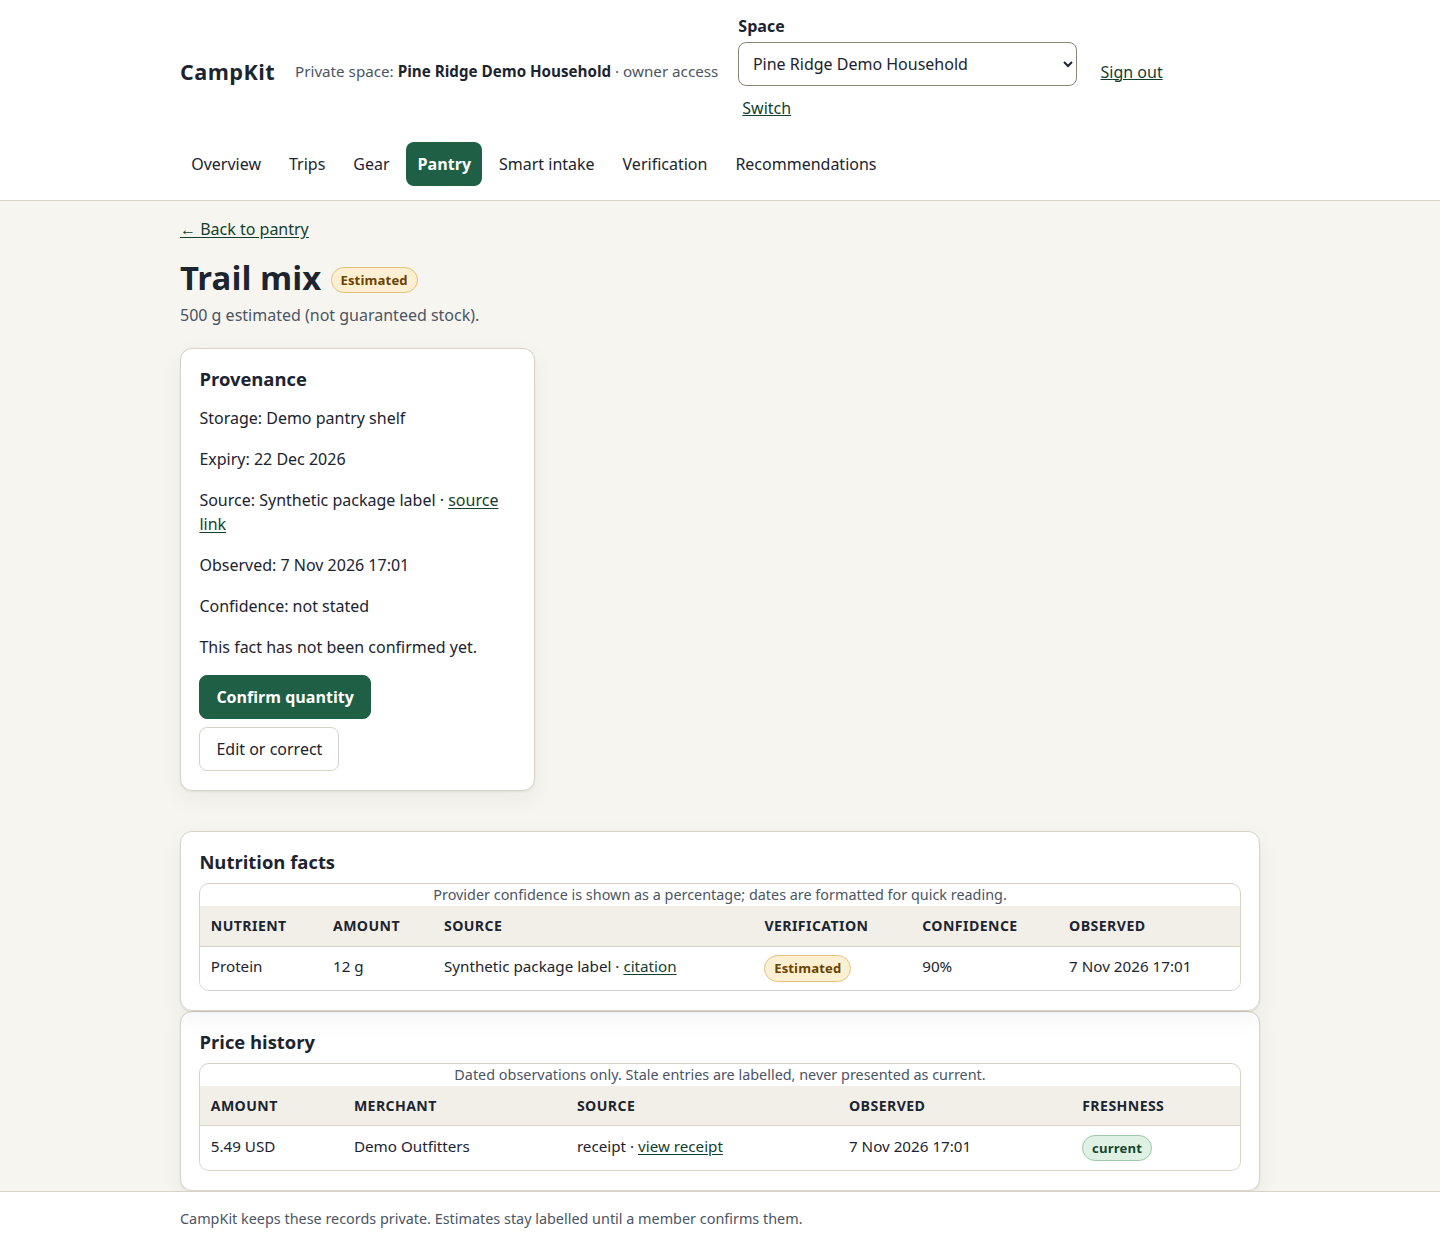 Space
CampKit
Private space: Pine Ridge Demo Household · owner access
Pine Ridge Demo Household
Sign out
Switch
Overview
Trips
Gear
Pantry
Smart intake
Verification
Recommendations
← Back to pantry
Trail mix
Estimated
500 g estimated (not guaranteed stock).
Provenance
Storage: Demo pantry shelf
Expiry: 22 Dec 2026
Source: Synthetic package label · source
link
Observed: 7 Nov 2026 17:01
Confidence: not stated
This fact has not been confirmed yet.
Confirm quantity
Edit or correct
Nutrition facts
Provider confidence is shown as a percentage; dates are formatted for quick reading.
NUTRIENT AMOUNT SOURCE VERIFICATION CONFIDENCE OBSERVED
Protein 12 g Synthetic package label · citation Estimated 90% 7 Nov 2026 17:01
Price history
Dated observations only. Stale entries are labelled, never presented as current.
AMOUNT MERCHANT SOURCE OBSERVED FRESHNESS
5.49 USD Demo Outfitters receipt · view receipt 7 Nov 2026 17:01 current
CampKit keeps these records private. Estimates stay labelled until a member confirms them.